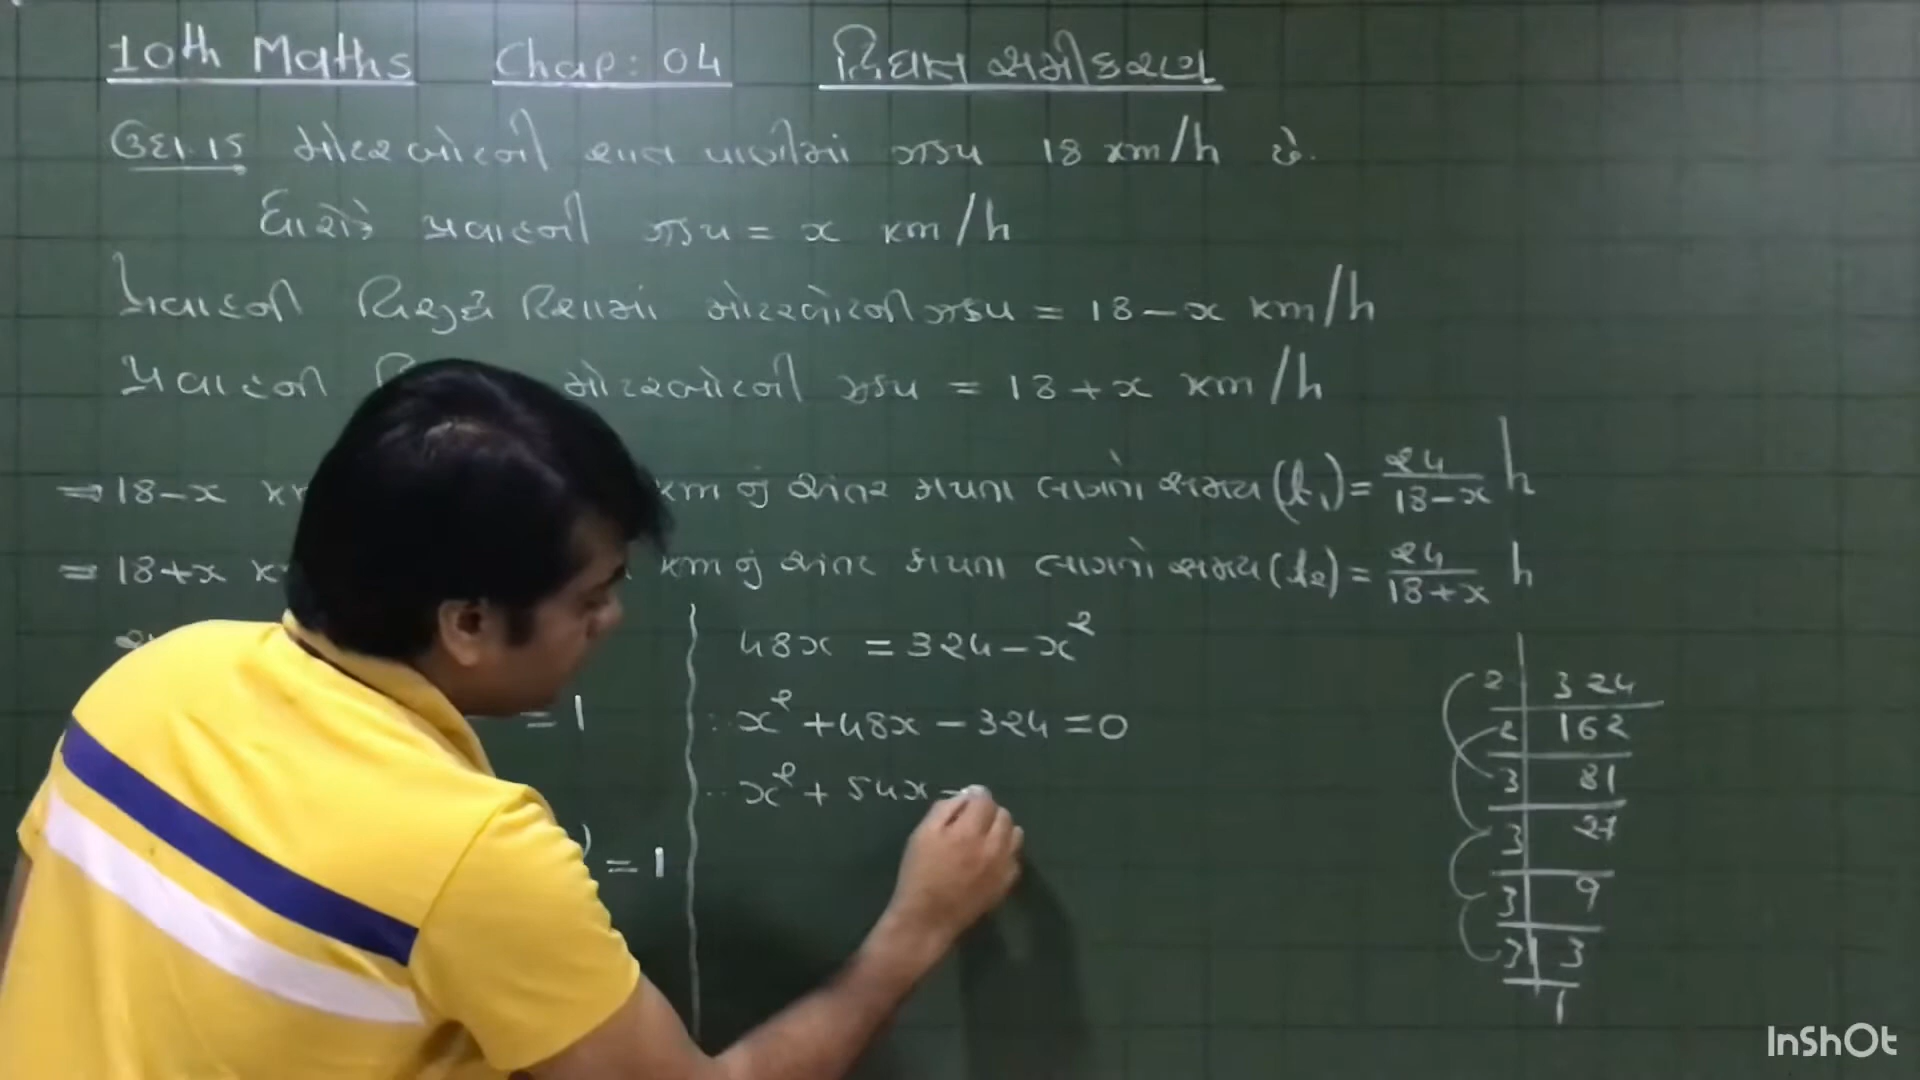 10th Maths Chap: 04 દ્વિઘાત સમીકરણ
ઉદા. 15 મોટરબોટની શાંત પાણીમાં ઝડપ 18 km/h છે.
ધારો કે પ્રવાહની ઝડપ = x km/h
પ્રવાહની વિરુદ્ધ દિશામાં મોટરબોટની ઝડપ = 18 - x km/h
પ્રવાહની મોટરબોટની ઝડપ = 18 + x km/h
⇒ 18 - x km નું અંતર કાપતા લાગતો સમય (t₁) = 24/(18 - x) h
= 18 + x km નું અંતર કાપતા લાગતો સમય (t₂) = 24/(18 + x) h
= 1
) = 1
48x = 324 - x²
∴ x² + 48x - 324 = 0
∴ x² + 54x -
2 324
2 162
3 81
3 27
3 9
3 3
1
InShOt